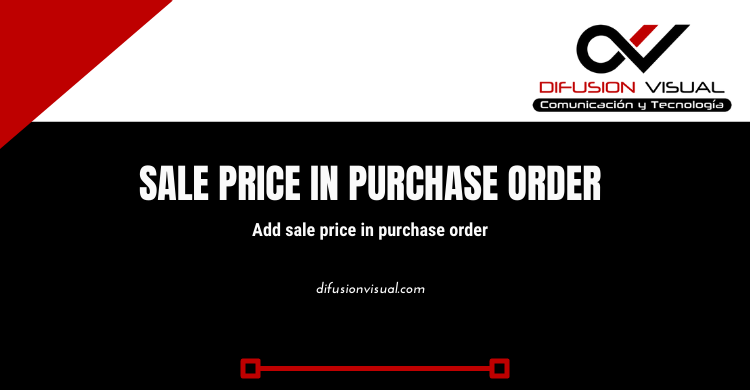 DIFUSION VISUAL
Comunicación y Tecnología
SALE PRICE IN PURCHASE ORDER
Add sale price in purchase order
difusionvisual.com